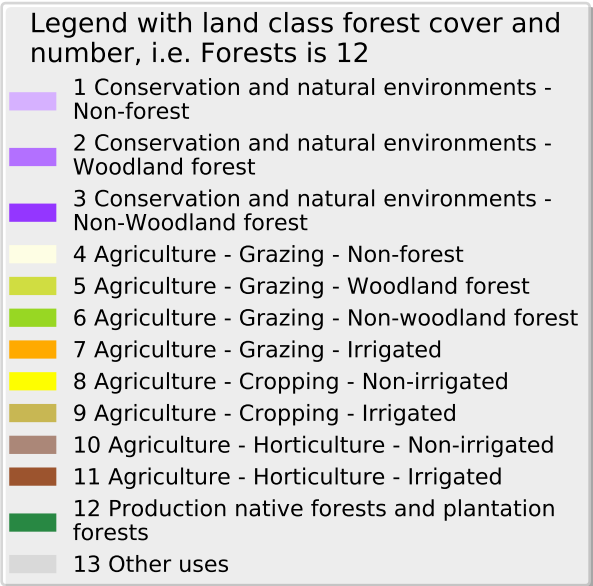 Legend with land class forest cover and
number, i.e. Forests is 12
1 Conservation and natural environments -
Non-forest
2 Conservation and natural environments -
Woodland forest
3 Conservation and natural environments -
Non-Woodland forest
4 Agriculture - Grazing - Non-forest
5 Agriculture - Grazing - Woodland forest
6 Agriculture - Grazing - Non-woodland forest
7 Agriculture - Grazing - Irrigated
8 Agriculture - Cropping - Non-irrigated
9 Agriculture - Cropping - Irrigated
10 Agriculture - Horticulture - Non-irrigated
11 Agriculture - Horticulture - Irrigated
12 Production native forests and plantation
forests
13 Other uses